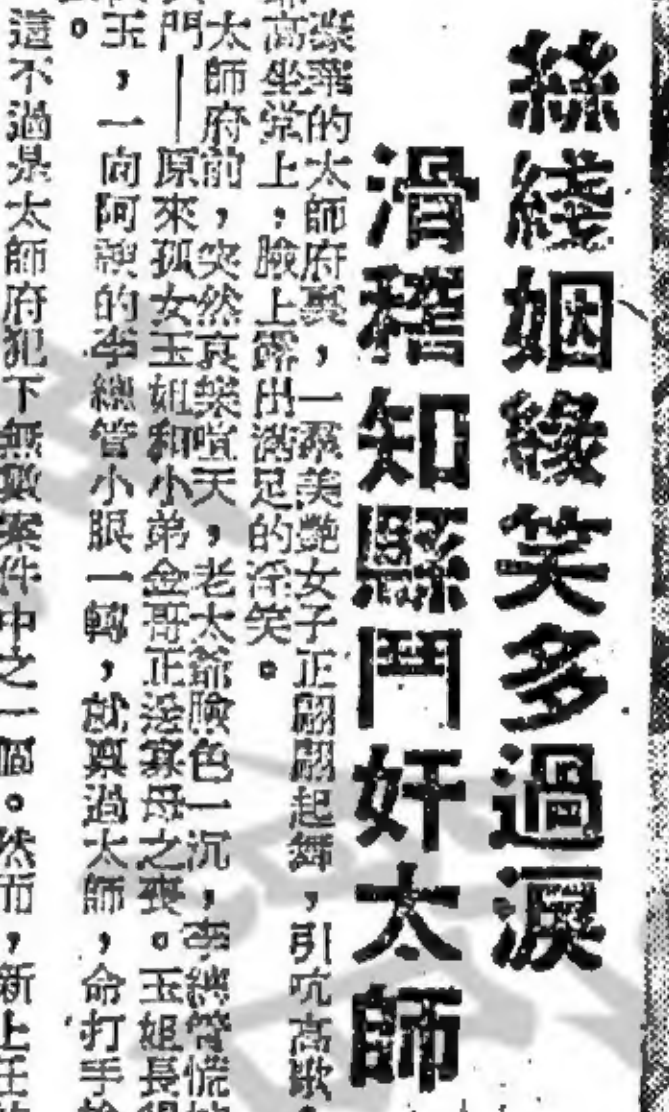 絲綫姻緣笑多過淚
滑稽知縣鬥奸太師
的太師府裏，一羣美艷女子正翩翩起舞，引吭高歌，
高坐堂上，臉上露出滿足的淫笑。
太師府前，突然哀樂喧天，老太爺臉色一沉，李總管慌
門——原來孤女玉姐和小弟金哥正送寡母之喪。玉姐長得
玉，一向阿諛的李總管小眼一轉，就稟過太師，命打手
。
這不過是太師府犯下無數案件中之一個。然而，新上任